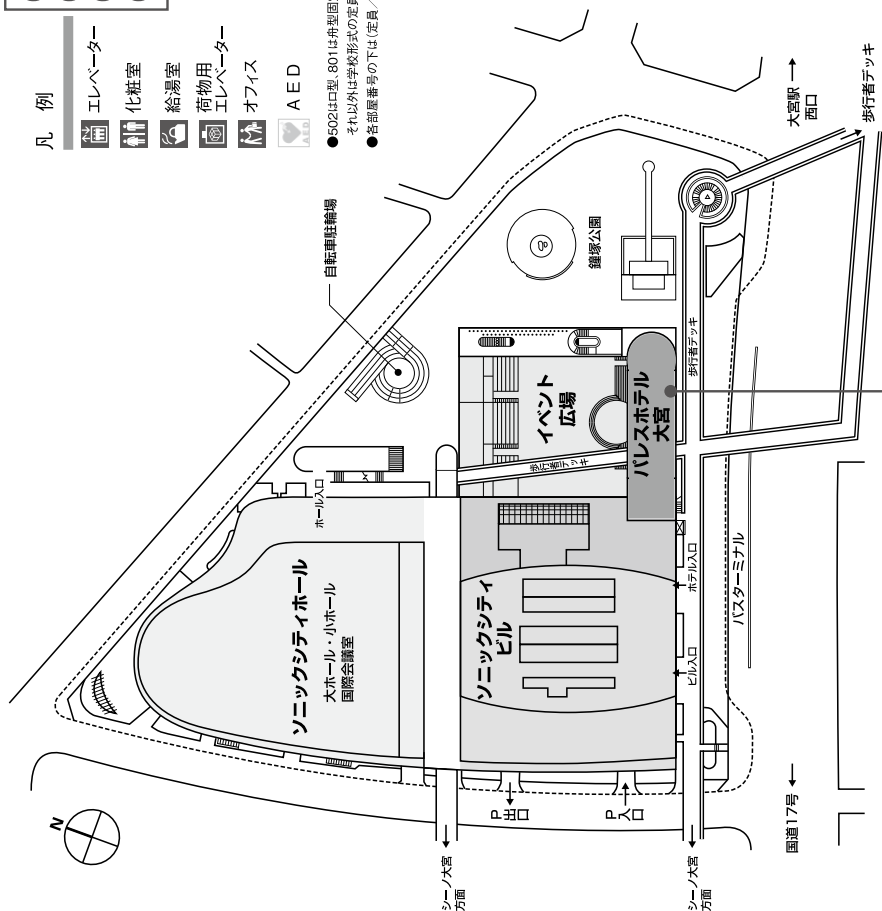 凡 例
エレベーター
化粧室
給湯室
荷物用
エレベーター
オフィス
AED
●502はロ型、801は舟型固
それ以外は学校形式の定員
●各部屋番号の下は(定員/
自転車駐輪場
鐘塚公園
大宮駅
西口
歩行者デッキ
歩行者デッキ
イベント
広場
パレスホテル
大宮
歩行者デッキ
ホール入口
ソニックシティホール
大ホール・小ホール
国際会議室
ソニックシティ
ビル
ホテル入口
ビル入口
バスターミナル
N
P
出口
P
入口
シーノ大宮
方面
シーノ大宮
方面
国道17号